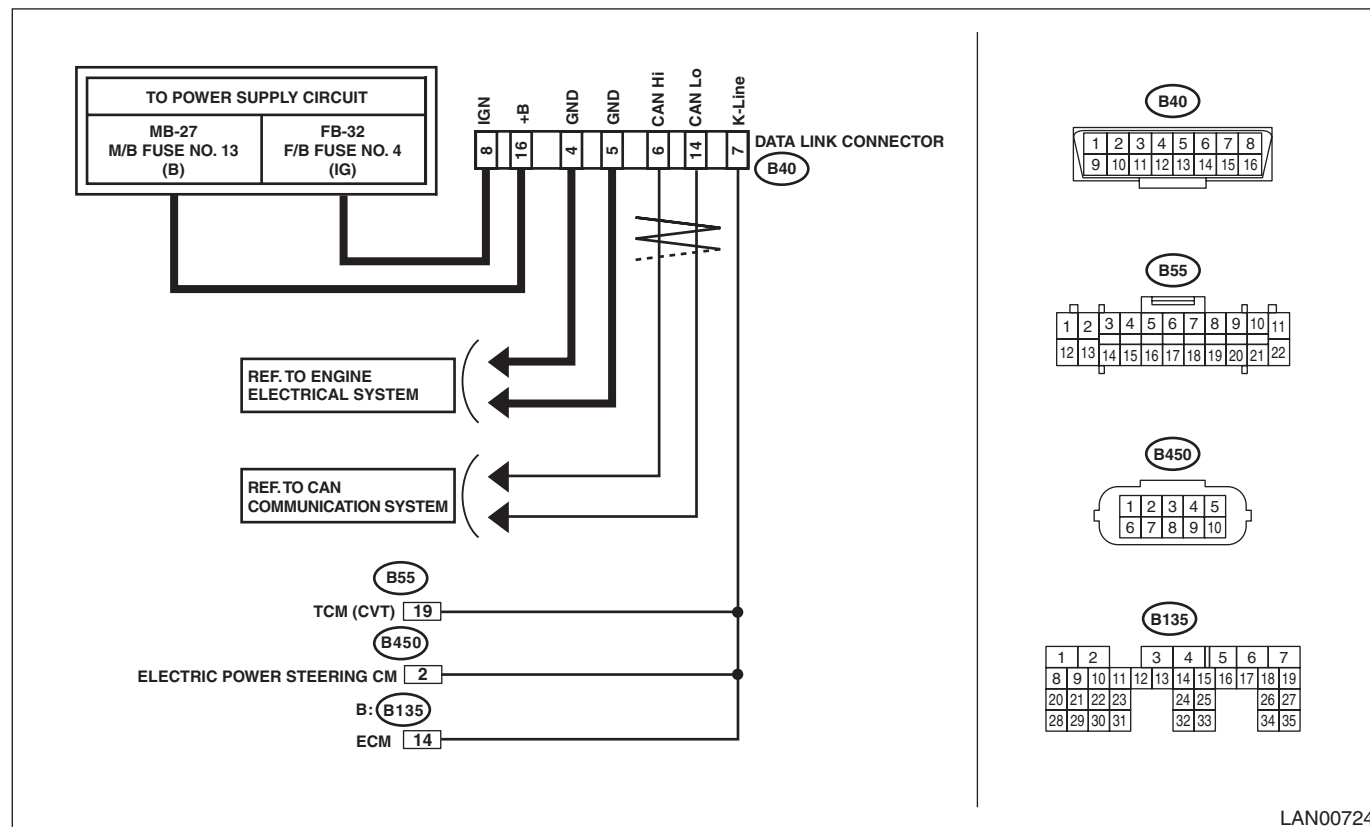 TO POWER SUPPLY CIRCUIT
MB-27
M/B FUSE NO. 13
(B)
FB-32
F/B FUSE NO. 4
(IG)
IGN
+B
GND
GND
CAN Hi
CAN Lo
K-Line
8
16
4
5
6
14
7
DATA LINK CONNECTOR
B40
REF. TO ENGINE
ELECTRICAL SYSTEM
REF. TO CAN
COMMUNICATION SYSTEM
B55
TCM (CVT) 19
B450
ELECTRIC POWER STEERING CM 2
B: B135
ECM 14
B40
1 2 3 4 5 6 7 8
9 10 11 12 13 14 15 16
B55
1 2 3 4 5 6 7 8 9 10 11
12 13 14 15 16 17 18 19 20 21 22
B450
1 2 3 4 5
6 7 8 9 10
B135
1 2 3 4 5 6 7
8 9 10 11 12 13 14 15 16 17 18 19
20 21 22 23 24 25 26 27
28 29 30 31 32 33 34 35
LAN00724